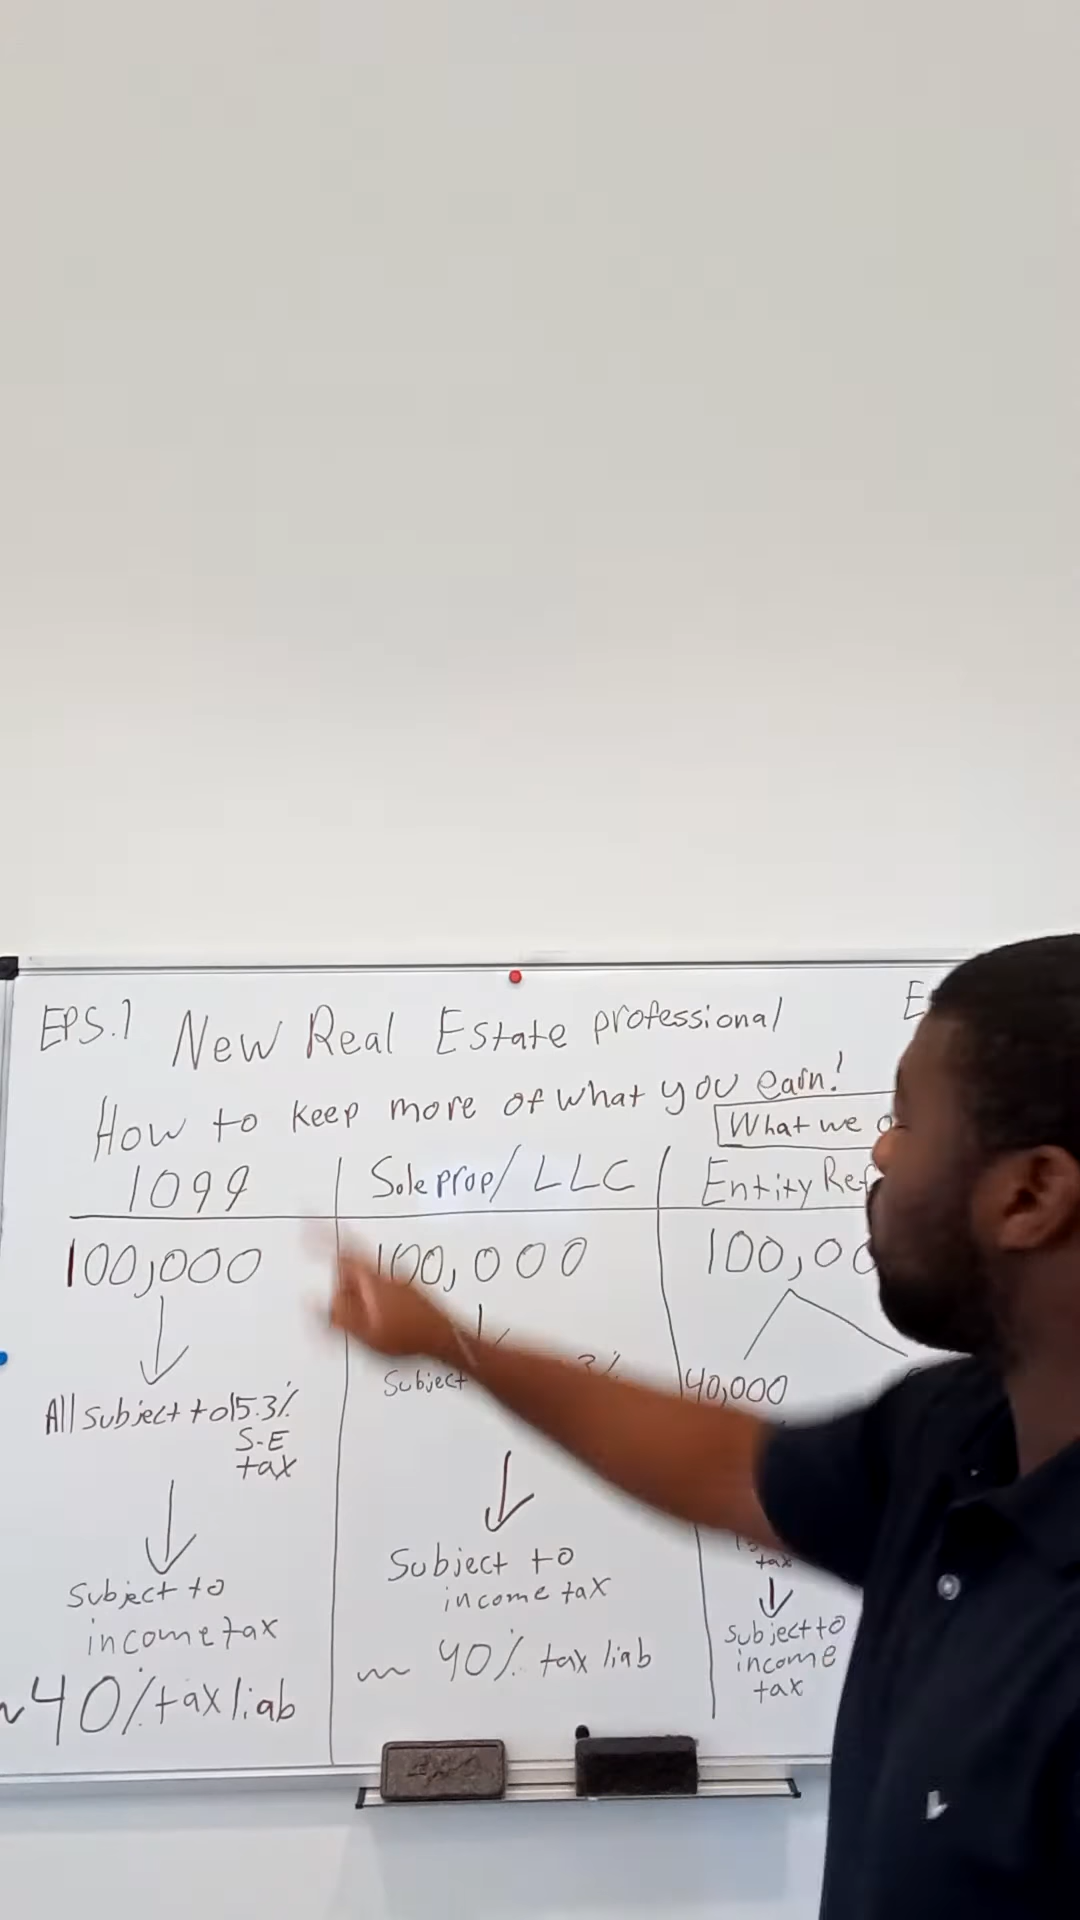 EPS.1
New Real Estate professional
How to keep more of what you earn!
What we
1099
100,000
All subject to 15.3%
S-E
tax
Subject to
income tax
~40% tax liab
Sole prop/ LLC
100,000
Subject
Subject to
income tax
~ 40% tax liab
Entity
100,00
40,000
tax
subject to
income
tax